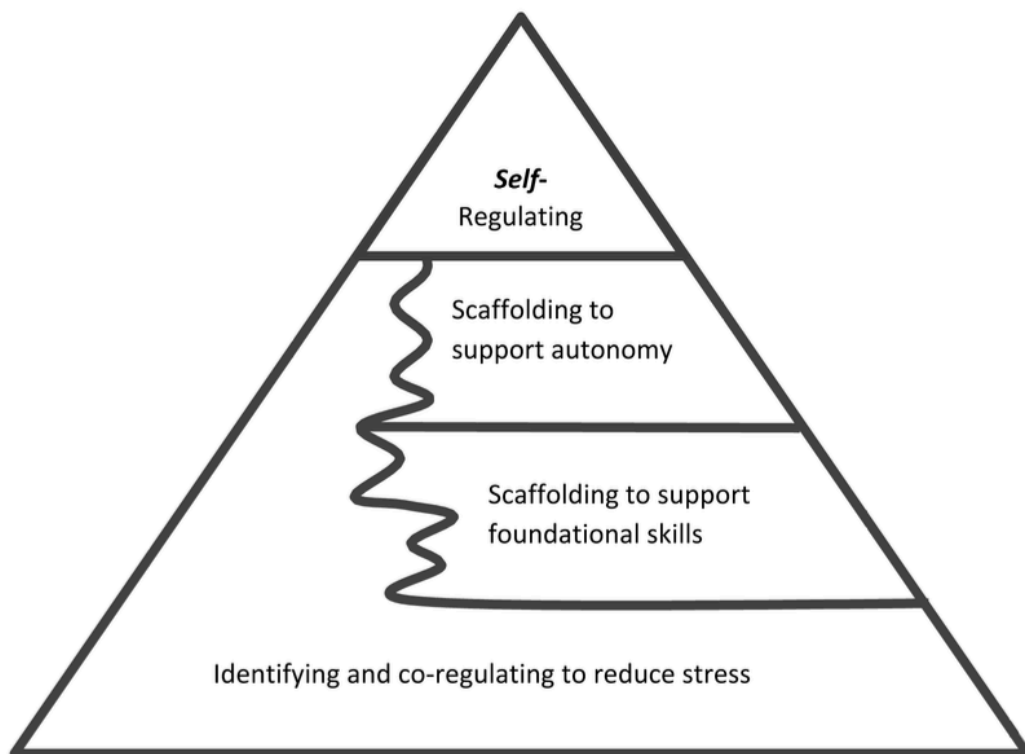 Self-
Regulating
Scaffolding to
support autonomy
Scaffolding to support
foundational skills
Identifying and co-regulating to reduce stress